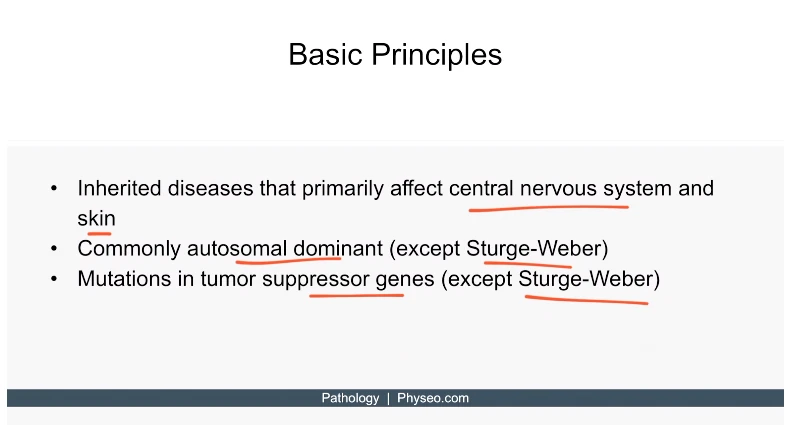 Basic Principles
• Inherited diseases that primarily affect central nervous system and
skin
• Commonly autosomal dominant (except Sturge-Weber)
• Mutations in tumor suppressor genes (except Sturge-Weber)
Pathology | Physeo.com